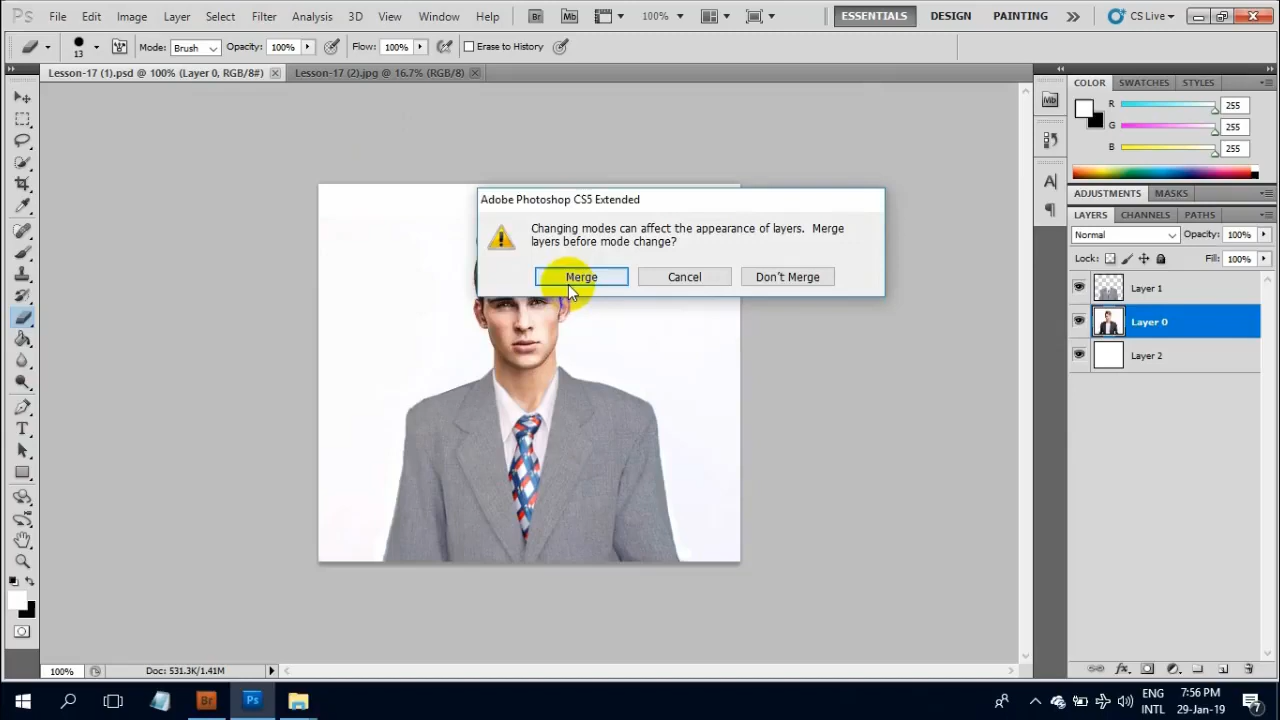 Ps File Edit Image Layer Select Filter Analysis 3D View Window Help Br Mb 100% ESSENTIALS DESIGN PAINTING CS Live
13 Mode: Brush Opacity: 100% Flow: 100% Erase to History
Lesson-17 (1).psd @ 100% (Layer 0, RGB/8#) Lesson-17 (2).jpg @ 16.7% (RGB/8)
COLOR SWATCHES STYLES
Mb
R 255
G 255
B 255
ADJUSTMENTS MASKS
LAYERS CHANNELS PATHS
Normal Opacity: 100%
Lock: Fill: 100%
Layer 1
Layer 0
Layer 2
Adobe Photoshop CS5 Extended
Changing modes can affect the appearance of layers. Merge
layers before mode change?
Merge Cancel Don't Merge
100% Doc: 531.3K/1.41M
Br Ps ENG 7:56 PM
INTL 29-Jan-19 7